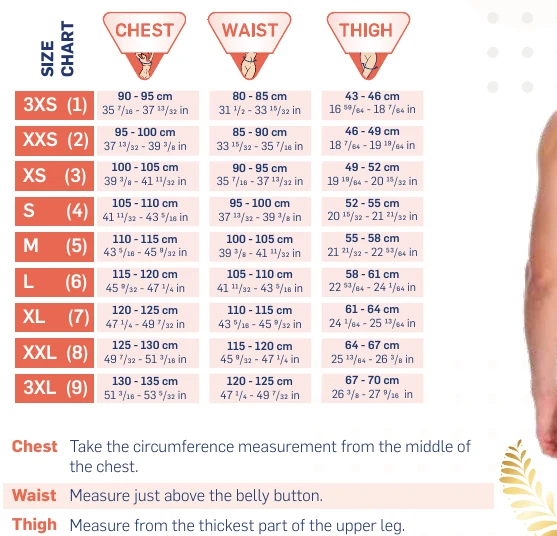 SIZE
CHART
CHEST
WAIST
THIGH
3XS (1)
90 - 95 cm
35 7/16 - 37 13/32 in
80 - 85 cm
31 1/2 - 33 15/32 in
43 - 46 cm
16 59/64 - 18 7/64 in
XXS (2)
95 - 100 cm
37 13/32 - 39 3/8 in
85 - 90 cm
33 15/32 - 35 7/16 in
46 - 49 cm
18 7/64 - 19 19/64 in
XS (3)
100 - 105 cm
39 3/8 - 41 11/32 in
90 - 95 cm
35 7/16 - 37 13/32 in
49 - 52 cm
19 19/64 - 20 15/32 in
S (4)
105 - 110 cm
41 11/32 - 43 5/16 in
95 - 100 cm
37 13/32 - 39 3/8 in
52 - 55 cm
20 15/32 - 21 21/32 in
M (5)
110 - 115 cm
43 5/16 - 45 9/32 in
100 - 105 cm
39 3/8 - 41 11/32 in
55 - 58 cm
21 21/32 - 22 53/64 in
L (6)
115 - 120 cm
45 9/32 - 47 1/4 in
105 - 110 cm
41 11/32 - 43 5/16 in
58 - 61 cm
22 53/64 - 24 1/64 in
XL (7)
120 - 125 cm
47 1/4 - 49 7/32 in
110 - 115 cm
43 5/16 - 45 9/32 in
61 - 64 cm
24 1/64 - 25 13/64 in
XXL (8)
125 - 130 cm
49 7/32 - 51 3/16 in
115 - 120 cm
45 9/32 - 47 1/4 in
64 - 67 cm
25 13/64 - 26 3/8 in
3XL (9)
130 - 135 cm
51 3/16 - 53 5/32 in
120 - 125 cm
47 1/4 - 49 7/32 in
67 - 70 cm
26 3/8 - 27 9/16 in
Chest Take the circumference measurement from the middle of
the chest.
Waist Measure just above the belly button.
Thigh Measure from the thickest part of the upper leg.